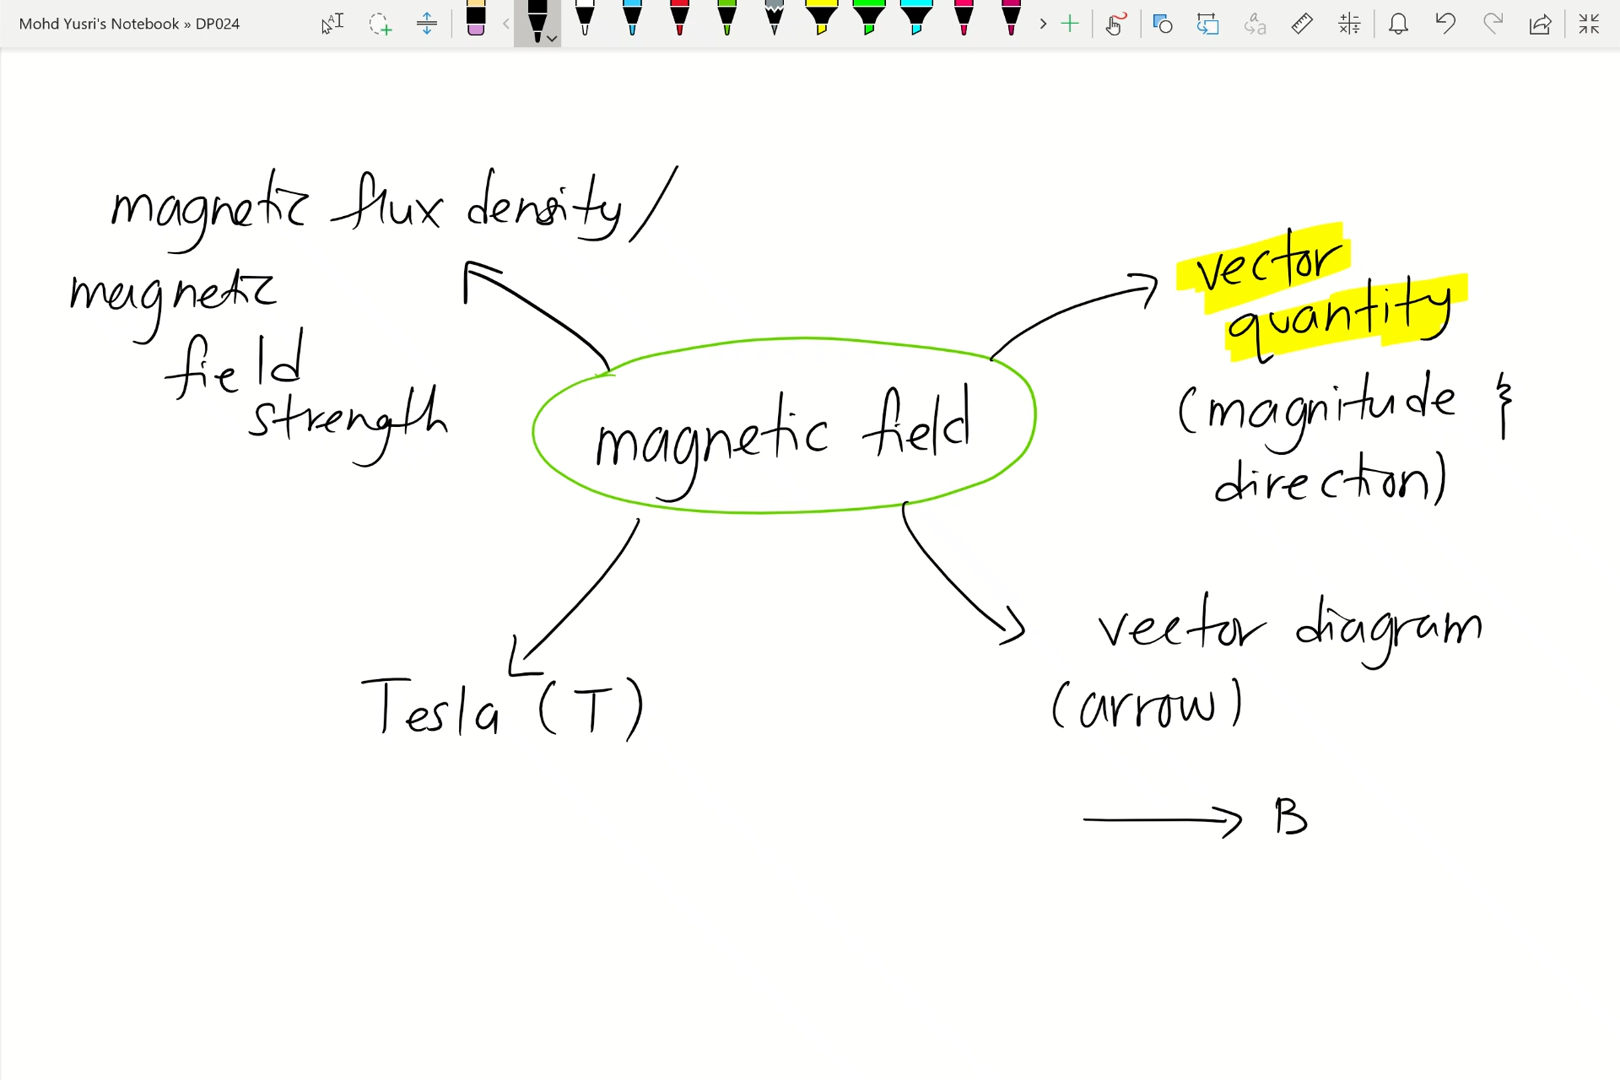 Mohd Yusri's Notebook » DP024
magnetic flux density /
magnetic
field
strength
vector
quantity
(magnitude &
direction)
magnetic field
Tesla (T)
vector diagram
(arrow)
B